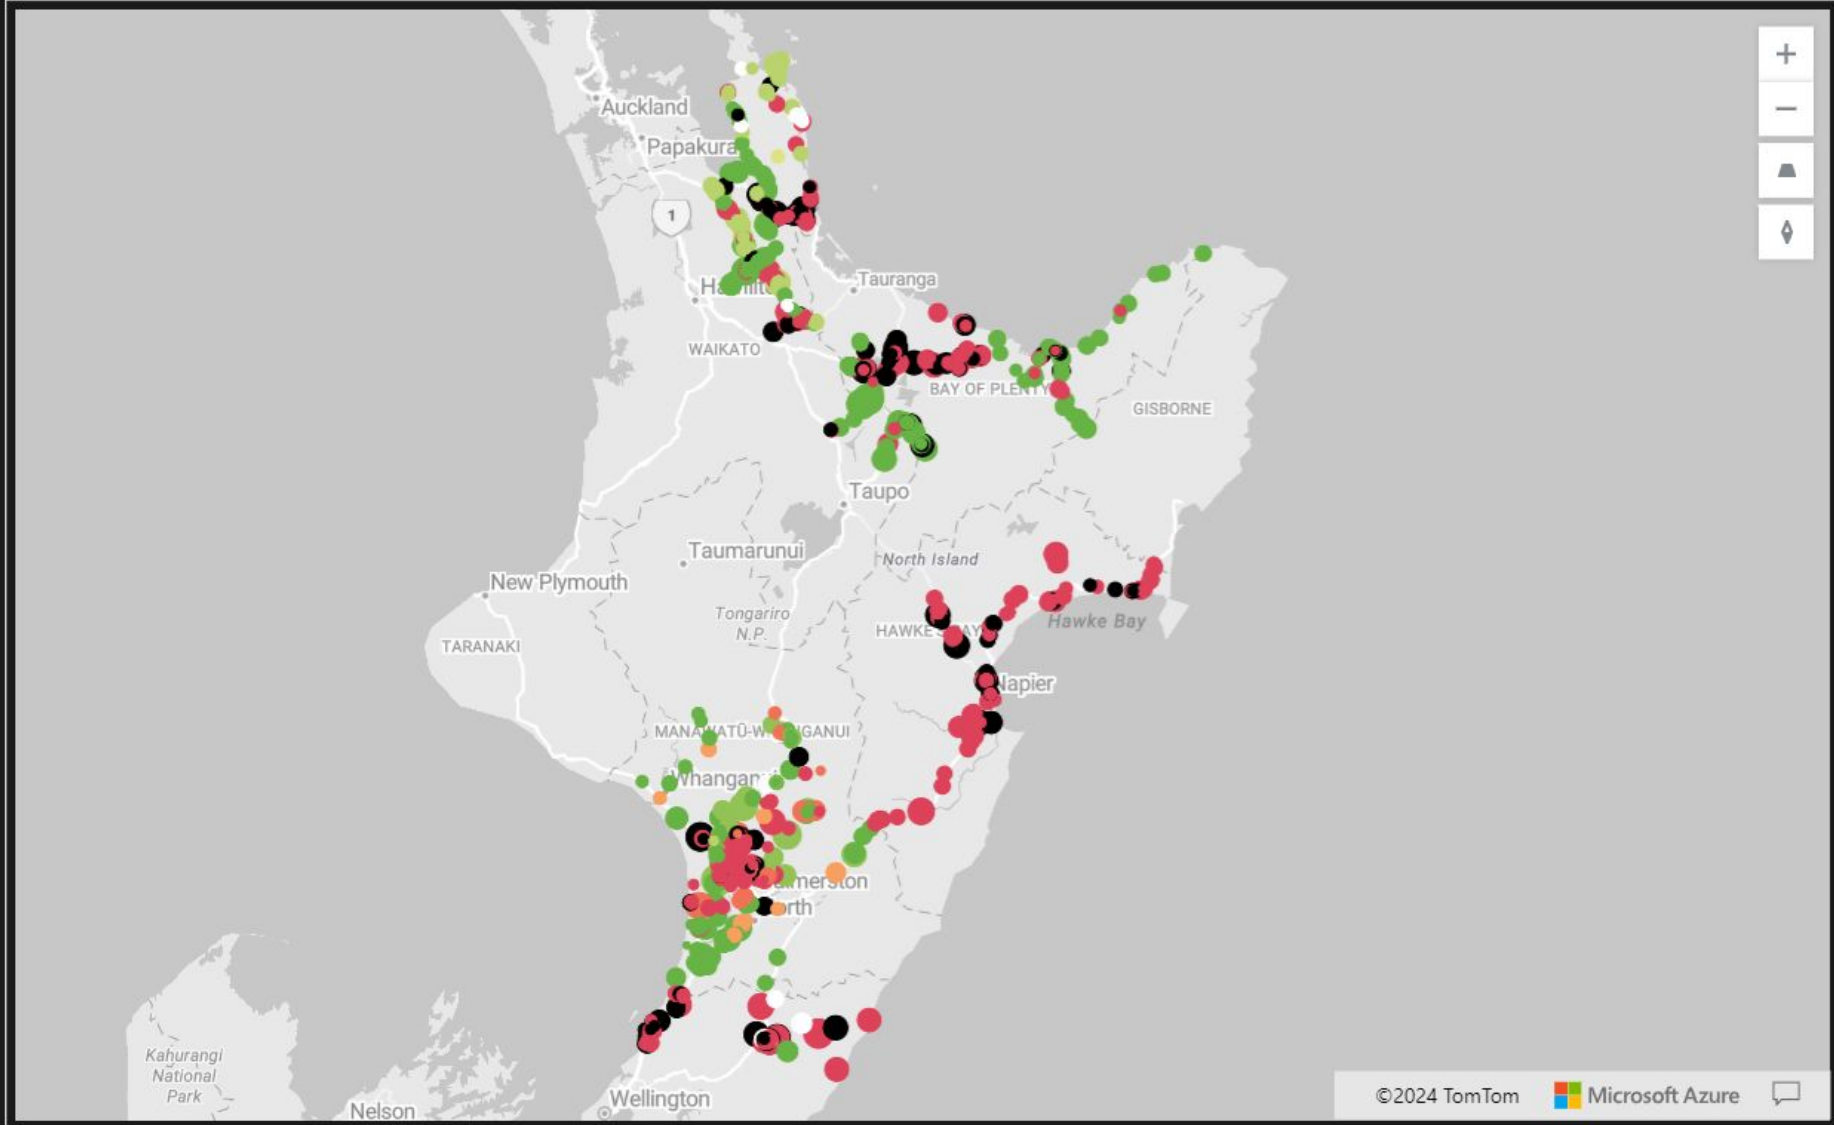 Auckland
Papakura
1
Tauranga
WAIKATO
BAY OF PLENTY
GISBORNE
Taupo
North Island
Taumarunui
New Plymouth
Tongariro
N.P.
TARANAKI
Hawke Bay
Napier
Whanganui
Kahurangi
National
Park
Nelson
Wellington
©2024 TomTom
Microsoft Azure